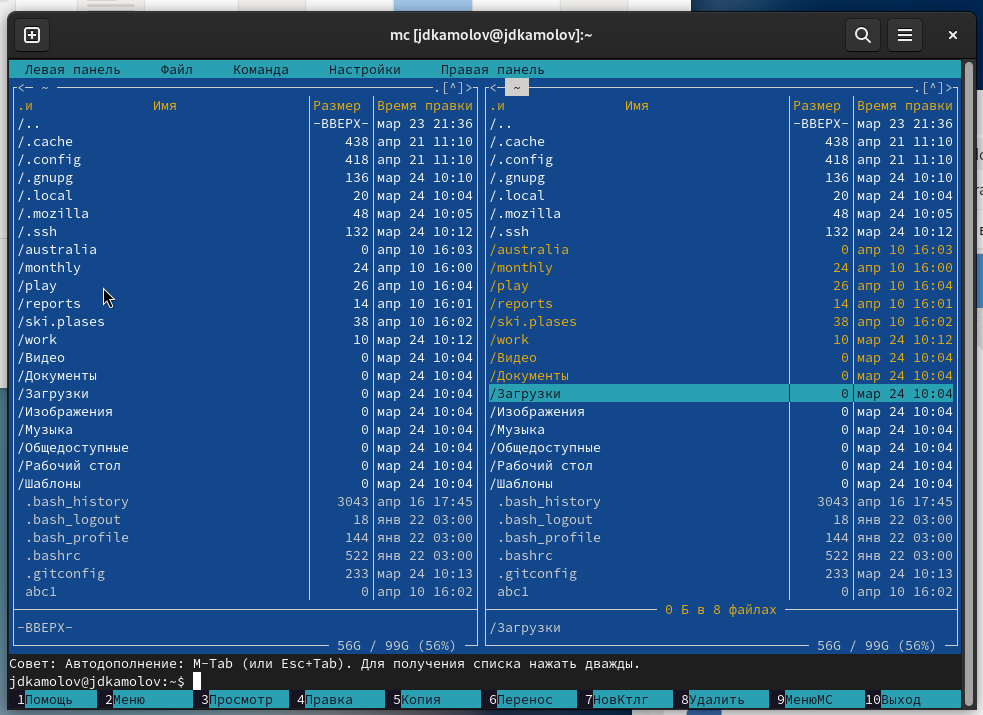 mc [jdkamolov@jdkamolov]:~
Левая панель Файл Команда Настройки Правая панель
<─ ~ .[^]> <─ ~ .[^]>
.и Имя Размер Время правки .и Имя Размер Время правки
/.. -ВВЕРХ- мар 23 21:36 /.. -ВВЕРХ- мар 23 21:36
/.cache 438 апр 21 11:10 /.cache 438 апр 21 11:10
/.config 418 апр 21 11:10 /.config 418 апр 21 11:10
/.gnupg 136 мар 24 10:10 /.gnupg 136 мар 24 10:10
/.local 20 мар 24 10:04 /.local 20 мар 24 10:04
/.mozilla 48 мар 24 10:05 /.mozilla 48 мар 24 10:05
/.ssh 132 мар 24 10:12 /.ssh 132 мар 24 10:12
/australia 0 апр 10 16:03 /australia 0 апр 10 16:03
/monthly 24 апр 10 16:00 /monthly 24 апр 10 16:00
/play 26 апр 10 16:04 /play 26 апр 10 16:04
/reports 14 апр 10 16:01 /reports 14 апр 10 16:01
/ski.plases 38 апр 10 16:02 /ski.plases 38 апр 10 16:02
/work 10 мар 24 10:12 /work 10 мар 24 10:12
/Видео 0 мар 24 10:04 /Видео 0 мар 24 10:04
/Документы 0 мар 24 10:04 /Документы 0 мар 24 10:04
/Загрузки 0 мар 24 10:04 /Загрузки 0 мар 24 10:04
/Изображения 0 мар 24 10:04 /Изображения 0 мар 24 10:04
/Музыка 0 мар 24 10:04 /Музыка 0 мар 24 10:04
/Общедоступные 0 мар 24 10:04 /Общедоступные 0 мар 24 10:04
/Рабочий стол 0 мар 24 10:04 /Рабочий стол 0 мар 24 10:04
/Шаблоны 0 мар 24 10:04 /Шаблоны 0 мар 24 10:04
.bash_history 3043 апр 16 17:45 .bash_history 3043 апр 16 17:45
.bash_logout 18 янв 22 03:00 .bash_logout 18 янв 22 03:00
.bash_profile 144 янв 22 03:00 .bash_profile 144 янв 22 03:00
.bashrc 522 янв 22 03:00 .bashrc 522 янв 22 03:00
.gitconfig 233 мар 24 10:13 .gitconfig 233 мар 24 10:13
abc1 0 апр 10 16:02 abc1 0 апр 10 16:02
0 Б в 8 файлах
-ВВЕРХ- /Загрузки
56G / 99G (56%) 56G / 99G (56%)
Совет: Автодополнение: M-Tab (или Esc+Tab). Для получения списка нажать дважды.
jdkamolov@jdkamolov:~$
1Помощь 2Меню 3Просмотр 4Правка 5Копия 6Перенос 7НовКтлг 8Удалить 9МенюМС 10Выход